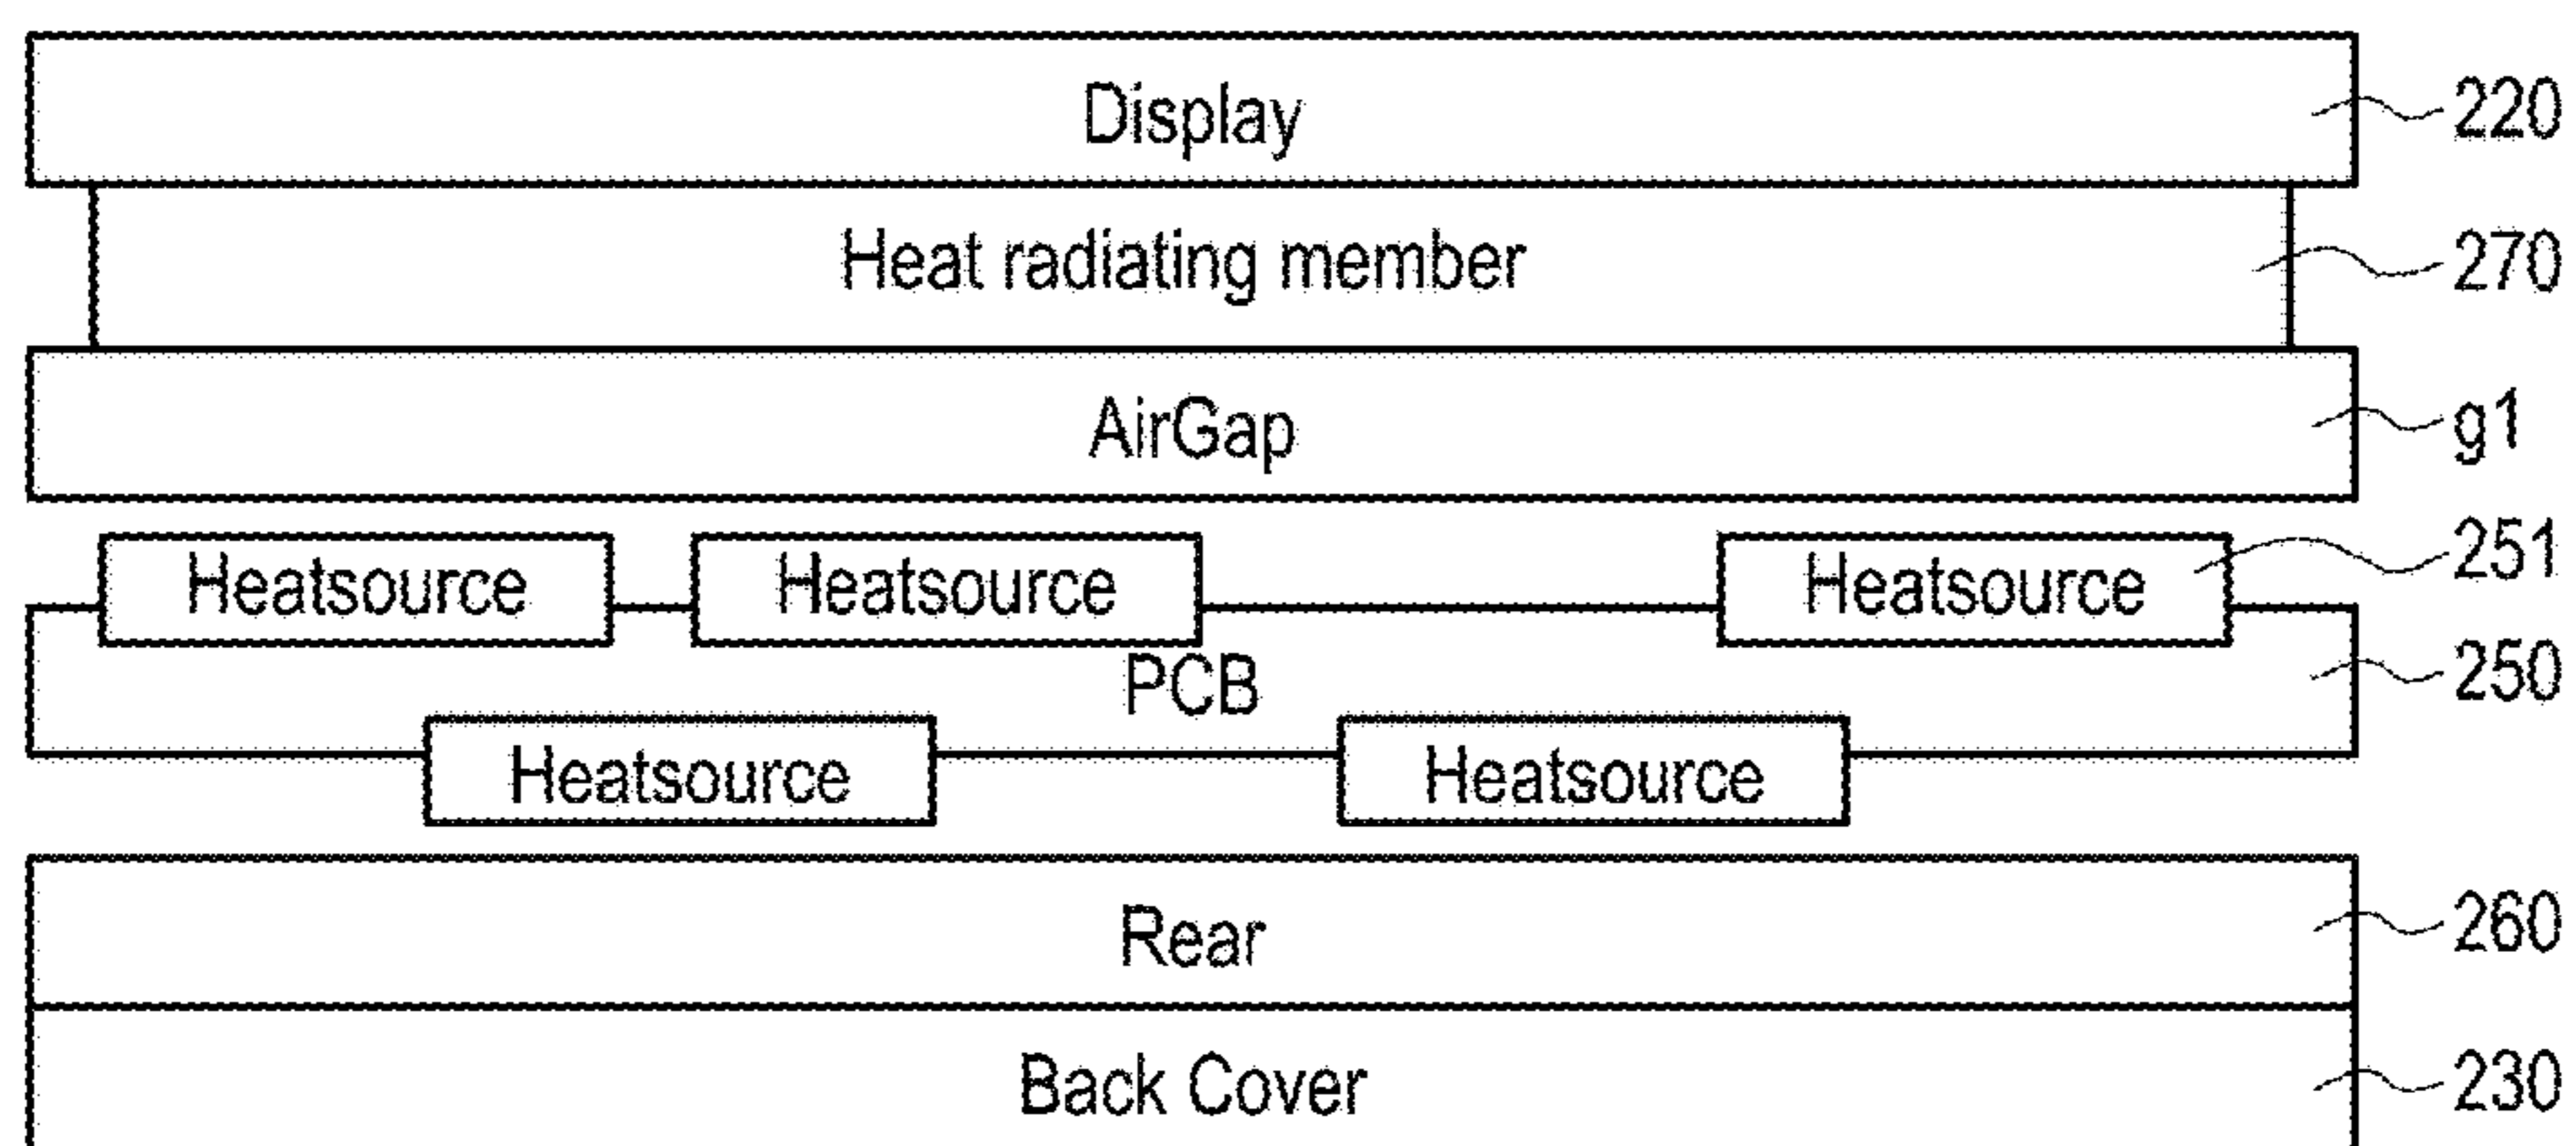 Display 220
Heat radiating member 270
AirGap g1
Heatsource Heatsource Heatsource 251
PCB 250
Heatsource Heatsource
Rear 260
Back Cover 230